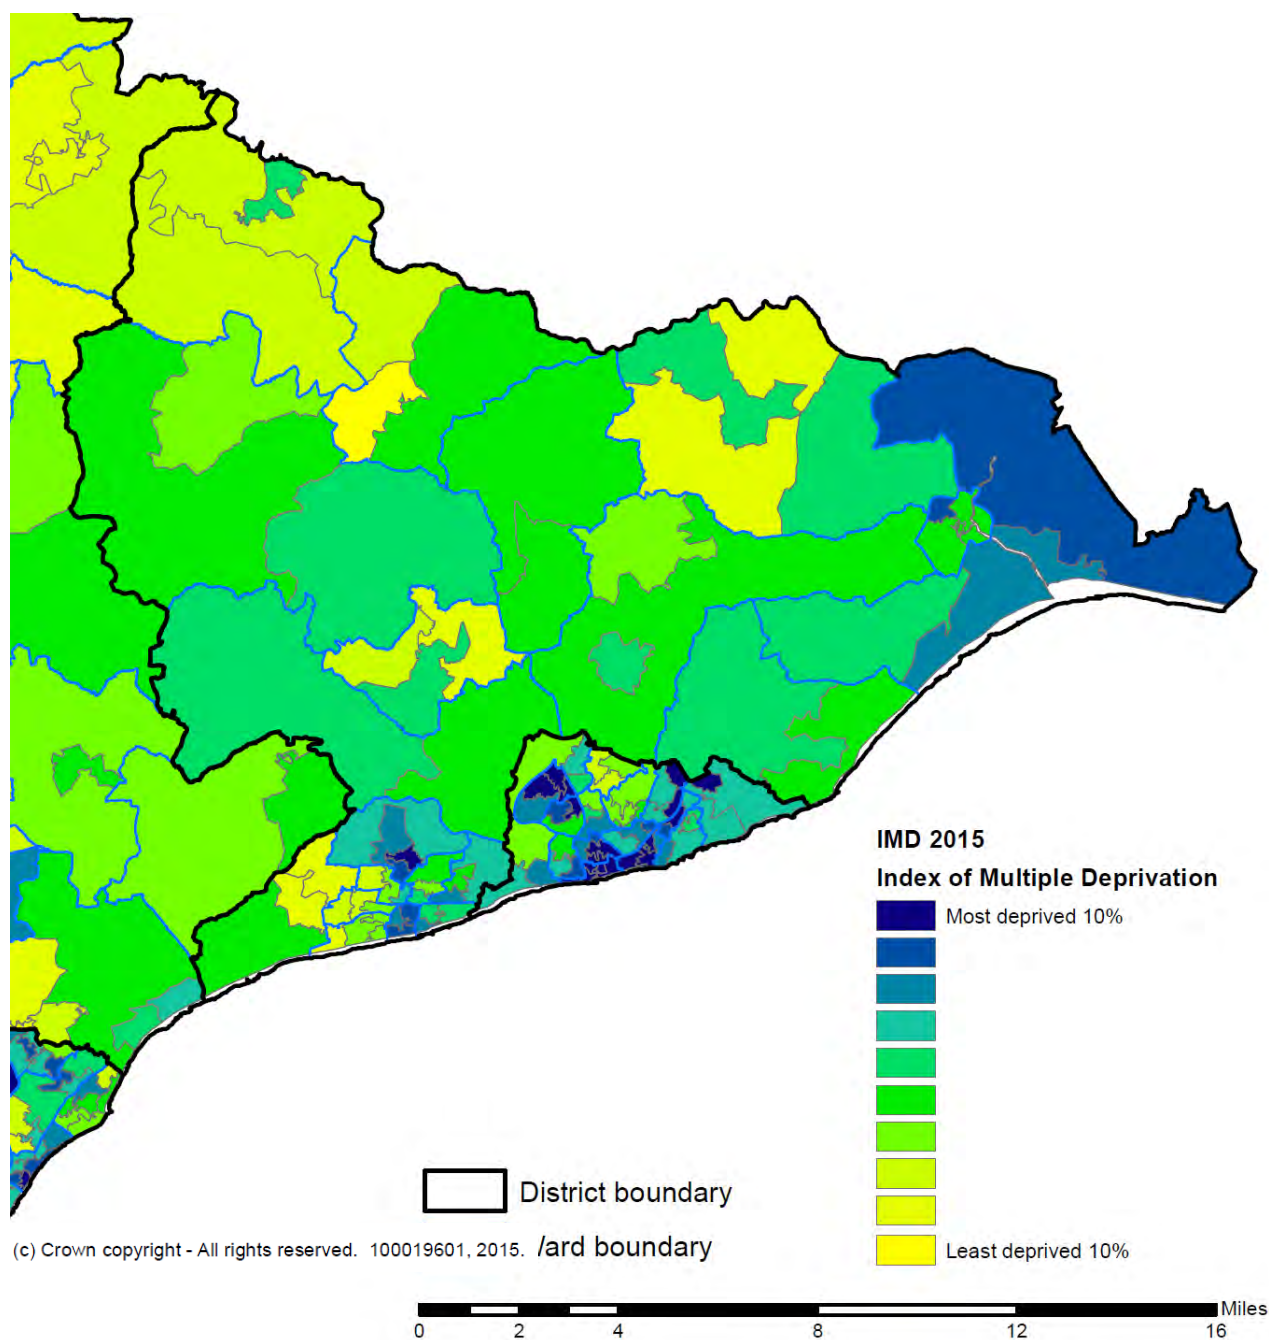 IMD 2015
Index of Multiple Deprivation
Most deprived 10%
Least deprived 10%
District boundary
/ard boundary
(c) Crown copyright - All rights reserved. 100019601, 2015.
Miles
0 2 4 8 12 16